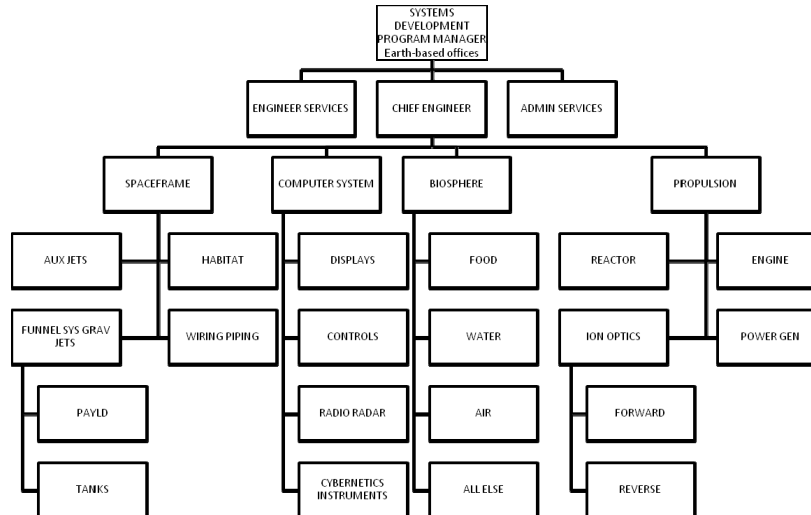 SYSTEMS
DEVELOPMENT
PROGRAM MANAGER
Earth-based offices
ENGINEER SERVICES
CHIEF ENGINEER
ADMIN SERVICES
SPACEFRAME
COMPUTER SYSTEM
BIOSPHERE
PROPULSION
AUX JETS
HABITAT
DISPLAYS
FOOD
REACTOR
ENGINE
FUNNEL SYS GRAV
JETS
WIRING PIPING
CONTROLS
WATER
ION OPTICS
POWER GEN
PAYLD
RADIO RADAR
AIR
FORWARD
TANKS
CYBERNETICS
INSTRUMENTS
ALL ELSE
REVERSE